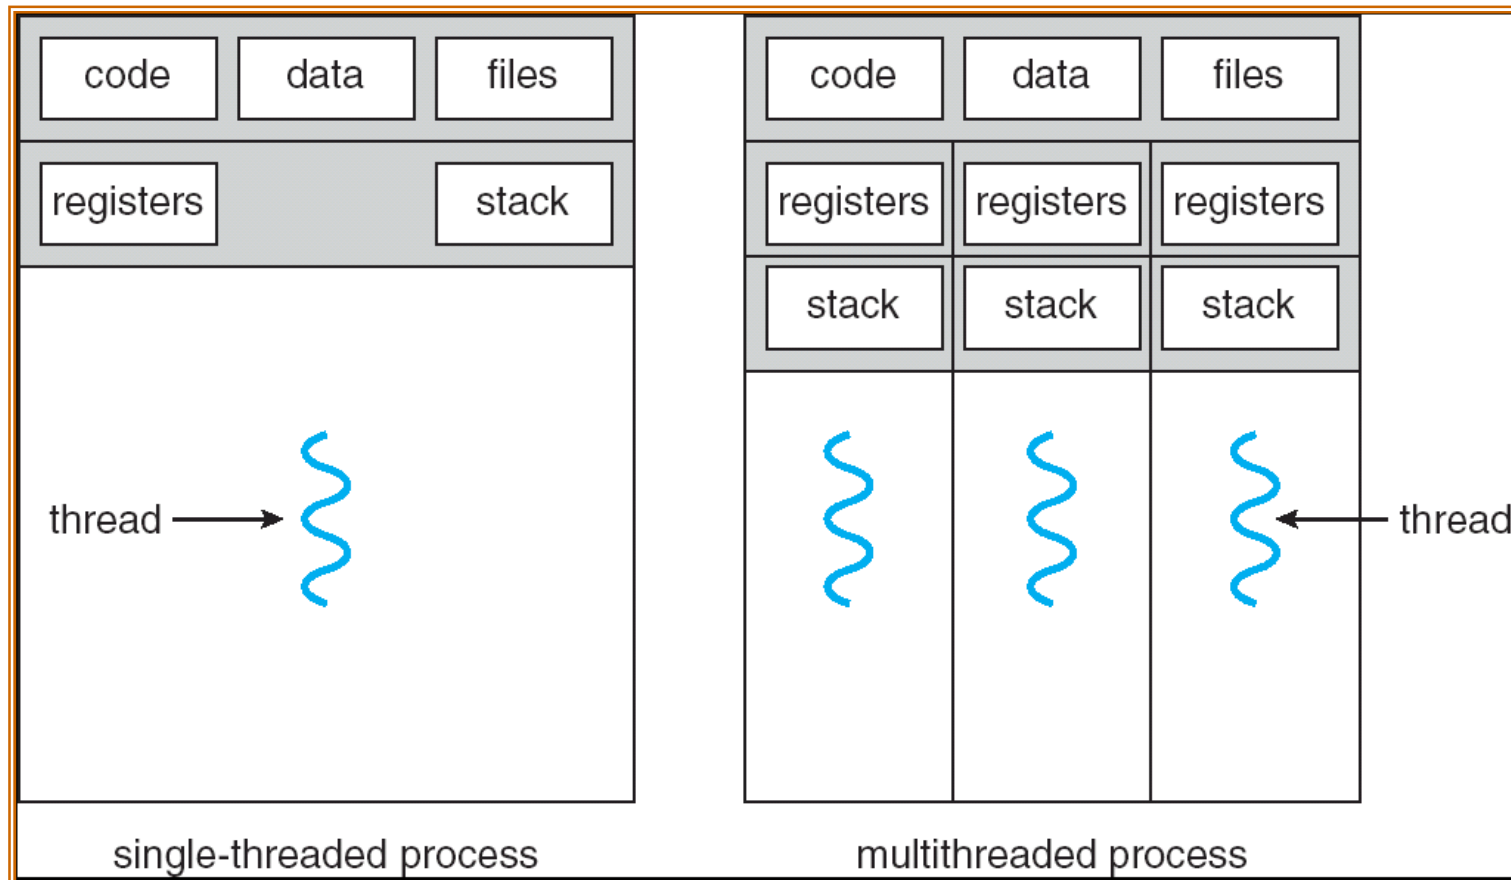 code data files
registers stack
thread
single-threaded process
code data files
registers registers registers
stack stack stack
thread
multithreaded process